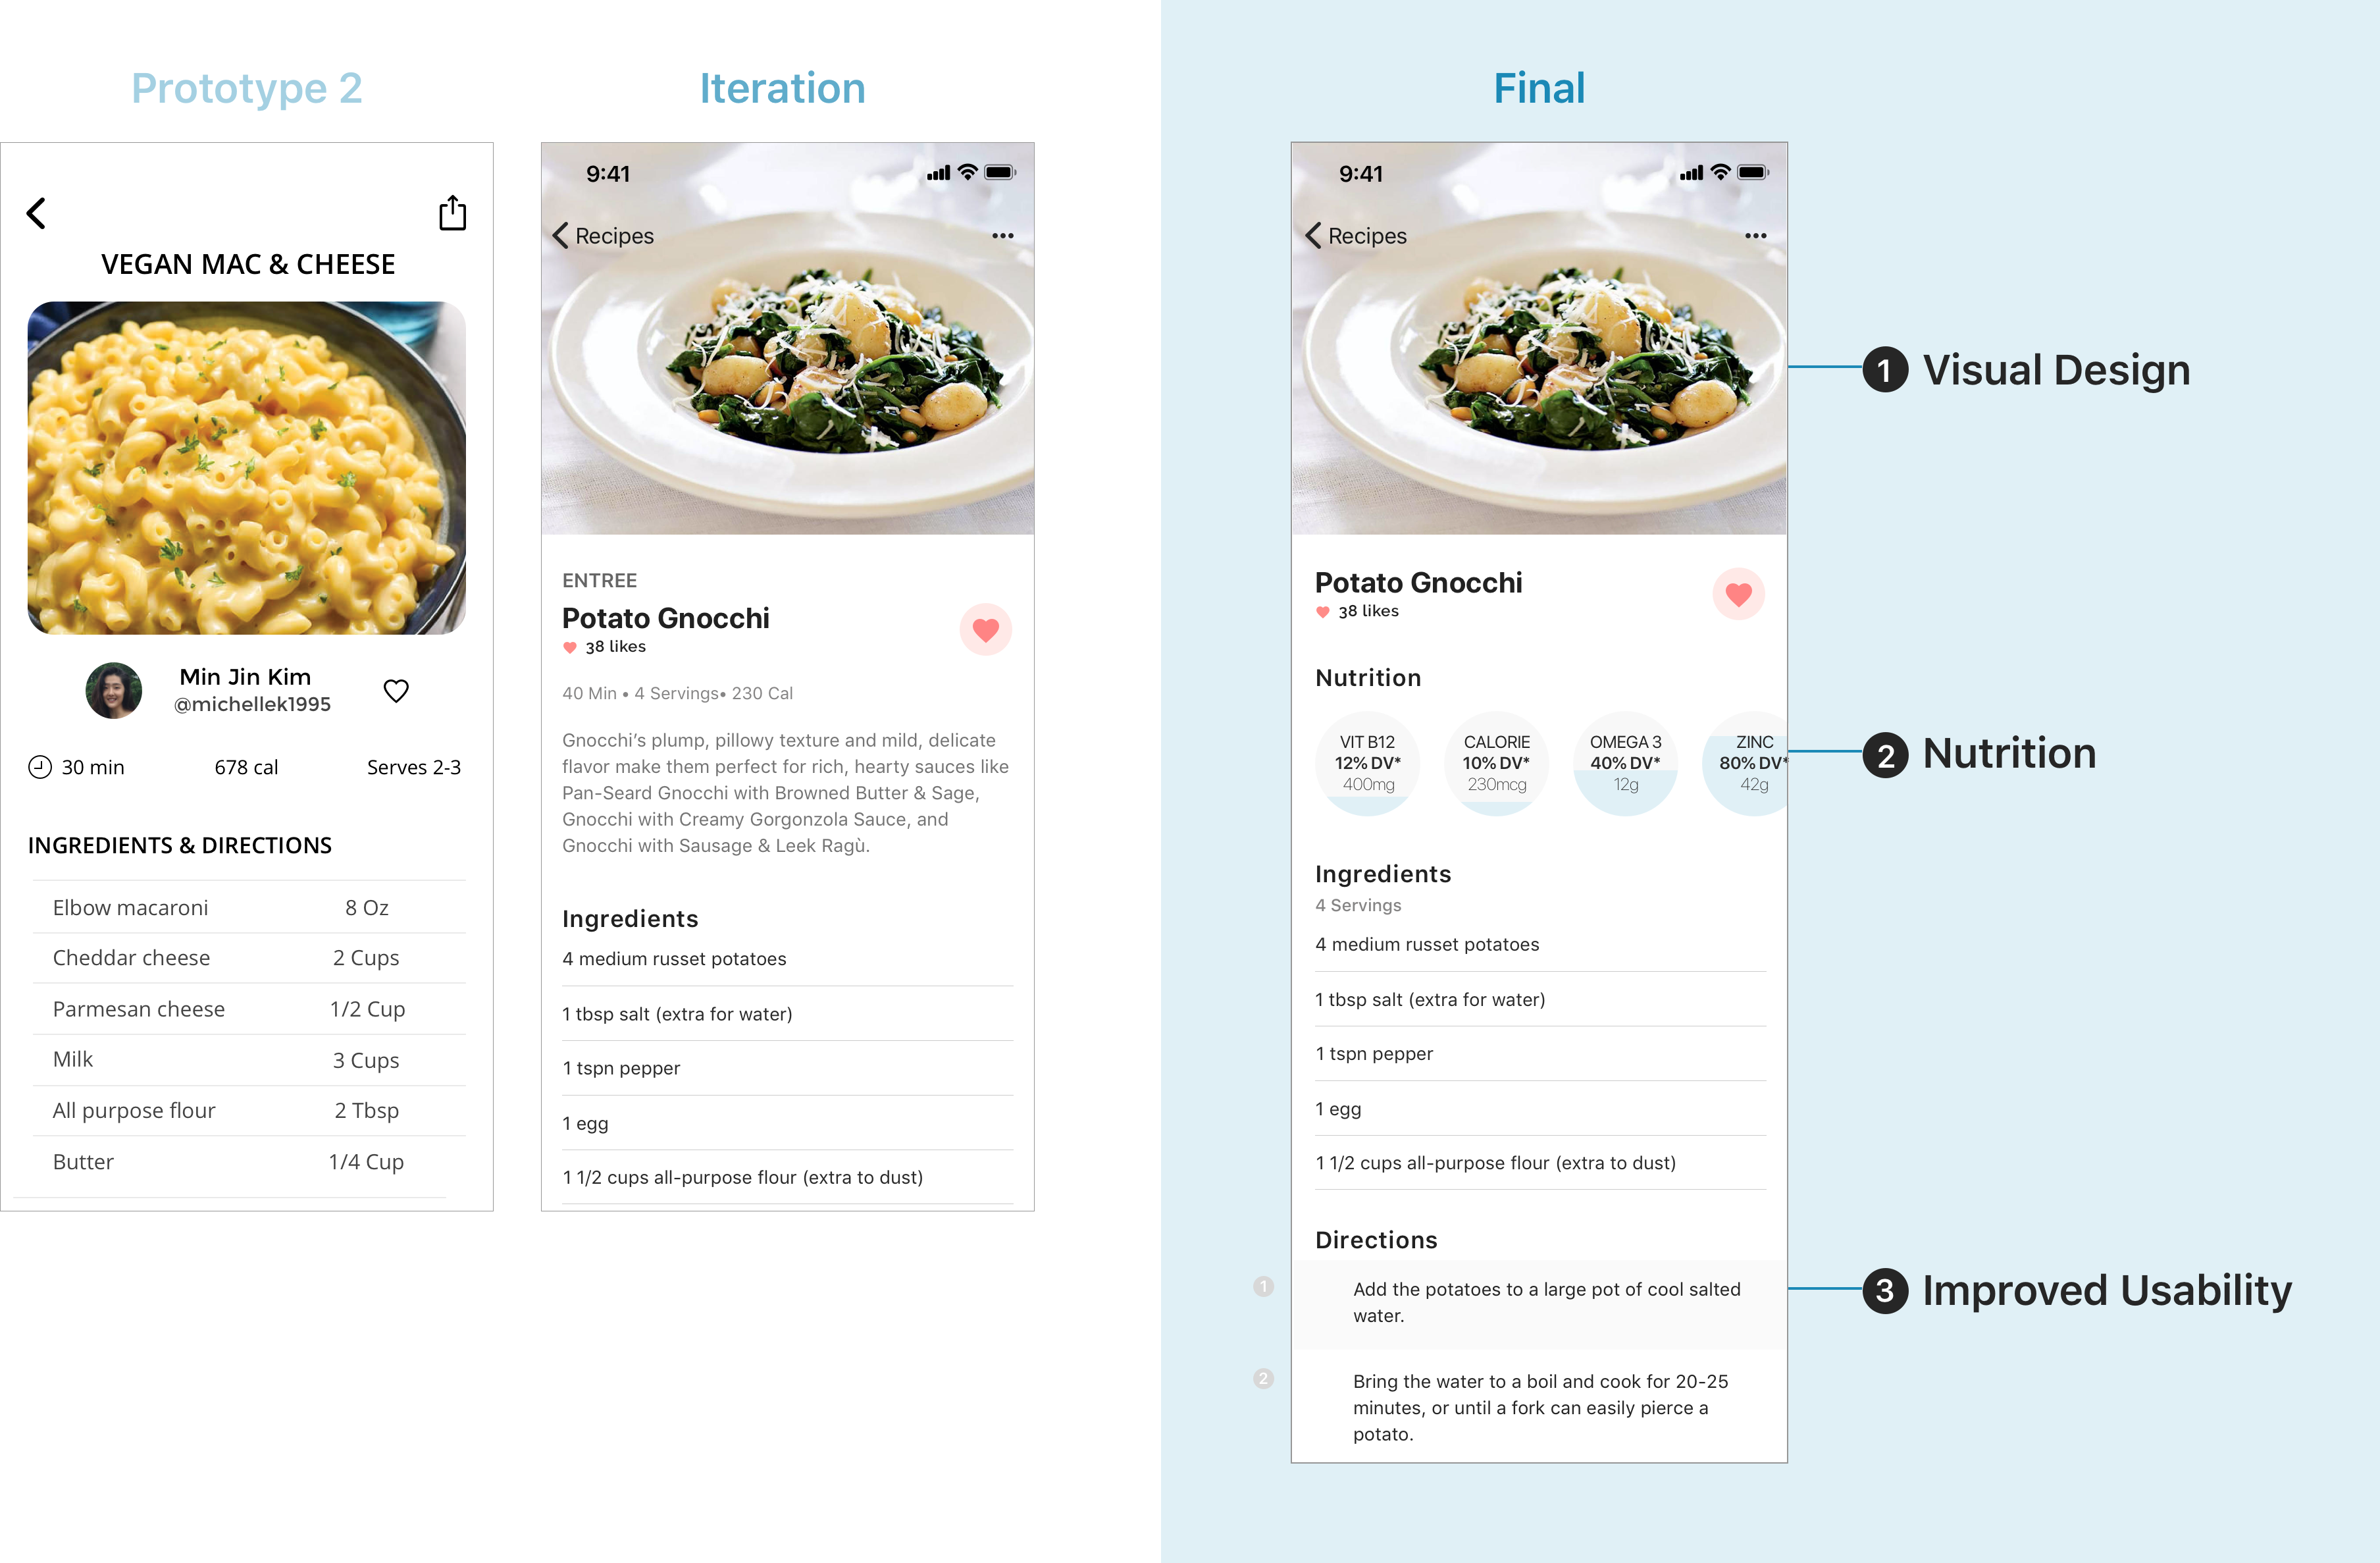 Prototype 2
VEGAN MAC & CHEESE
Min Jin Kim
@michellek1995
30 min 678 cal Serves 2-3
INGREDIENTS & DIRECTIONS
Elbow macaroni 8 Oz
Cheddar cheese 2 Cups
Parmesan cheese 1/2 Cup
Milk 3 Cups
All purpose flour 2 Tbsp
Butter 1/4 Cup
Iteration
9:41
Recipes
ENTREE
Potato Gnocchi
38 likes
40 Min • 4 Servings• 230 Cal
Gnocchi’s plump, pillowy texture and mild, delicate
flavor make them perfect for rich, hearty sauces like
Pan-Seard Gnocchi with Browned Butter & Sage,
Gnocchi with Creamy Gorgonzola Sauce, and
Gnocchi with Sausage & Leek Ragù.
Ingredients
4 medium russet potatoes
1 tbsp salt (extra for water)
1 tspn pepper
1 egg
1 1/2 cups all-purpose flour (extra to dust)
Final
9:41
Recipes
Potato Gnocchi
38 likes
Nutrition
VIT B12
12% DV*
400mg
CALORIE
10% DV*
230mcg
OMEGA 3
40% DV*
12g
ZINC
80% DV*
42g
Ingredients
4 Servings
4 medium russet potatoes
1 tbsp salt (extra for water)
1 tspn pepper
1 egg
1 1/2 cups all-purpose flour (extra to dust)
Directions
1 Add the potatoes to a large pot of cool salted
water.
2 Bring the water to a boil and cook for 20-25
minutes, or until a fork can easily pierce a
potato.
1 Visual Design
2 Nutrition
3 Improved Usability